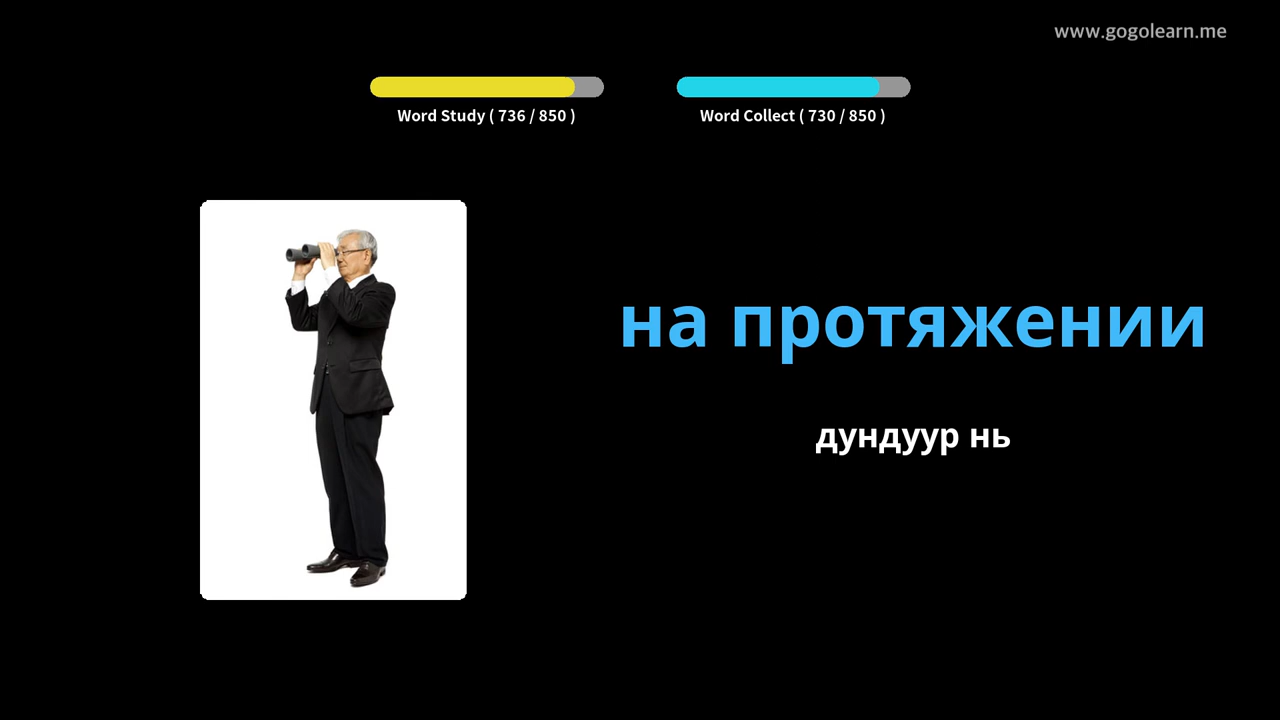 www.gogolearn.me
Word Study ( 736 / 850 )
Word Collect ( 730 / 850 )
на протяжении
дундуур нь